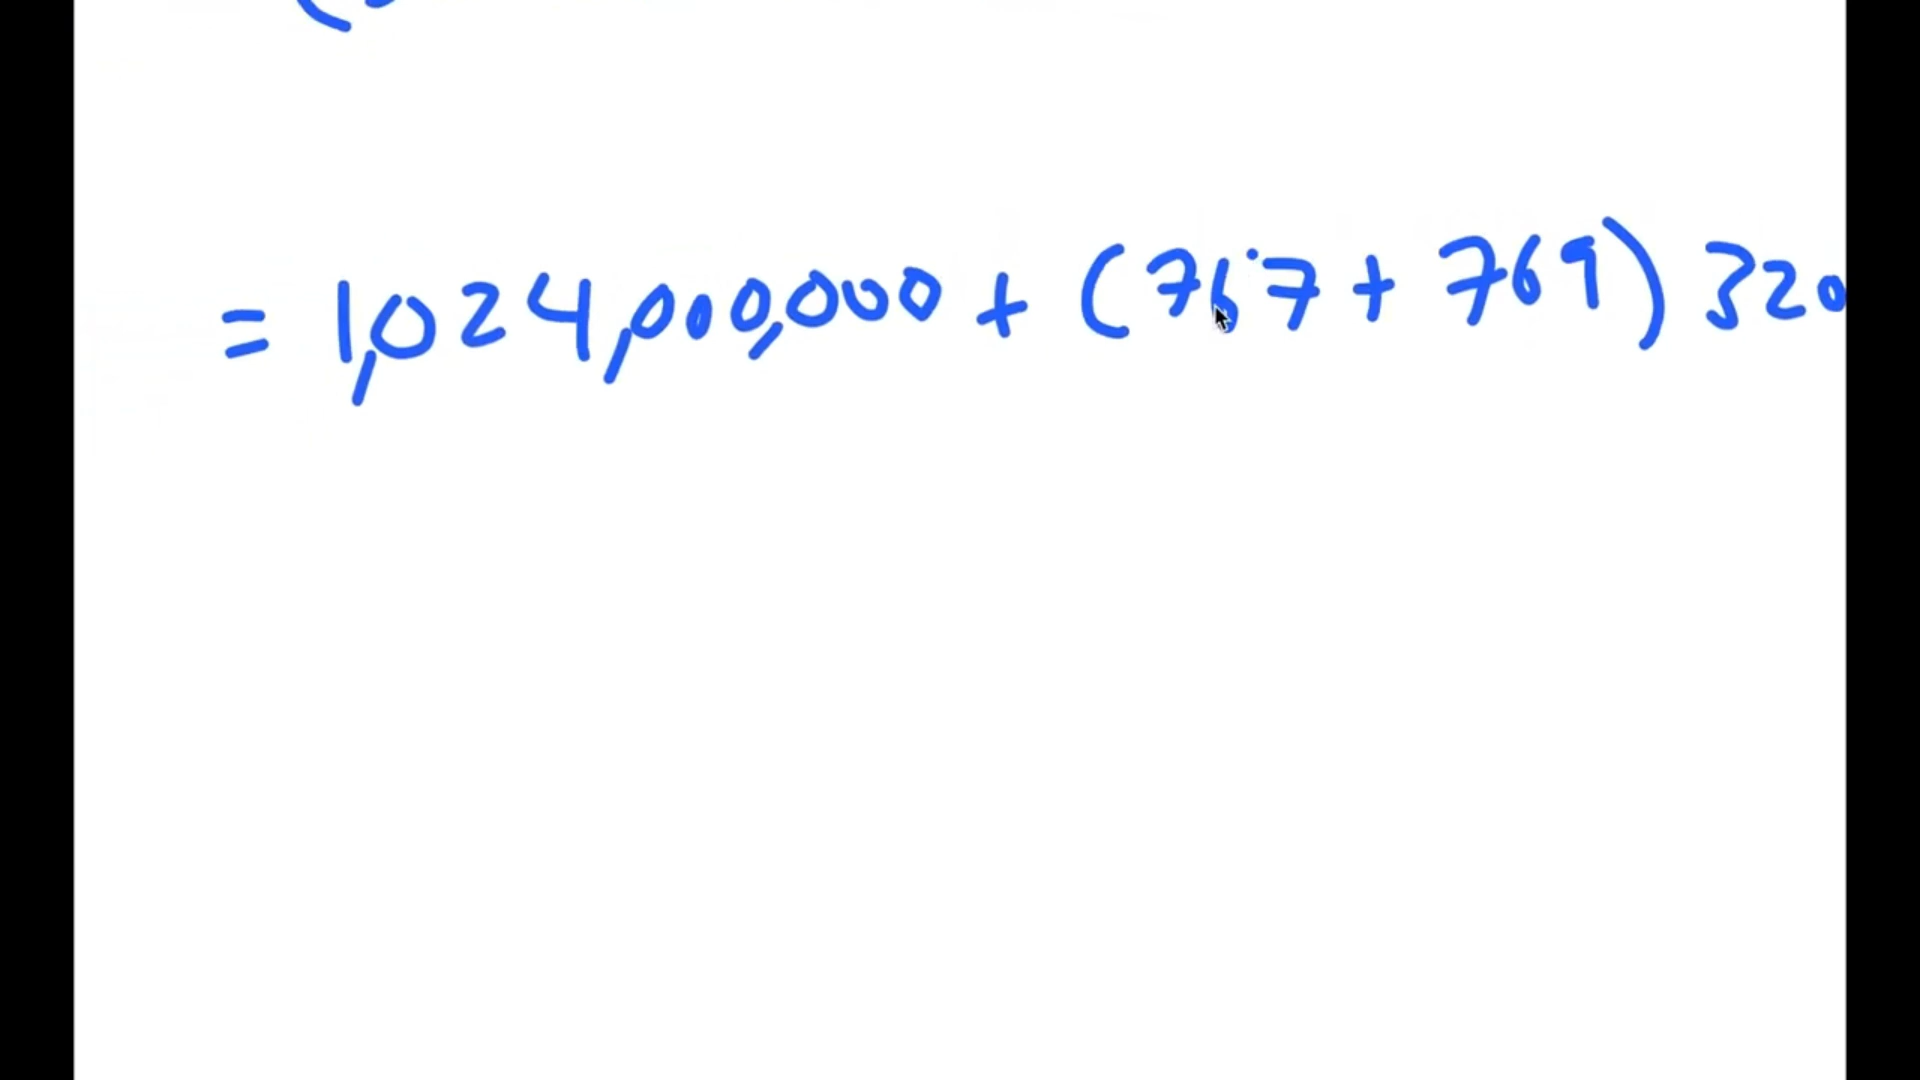 = 1,024,000,000 + (767 + 769) 320